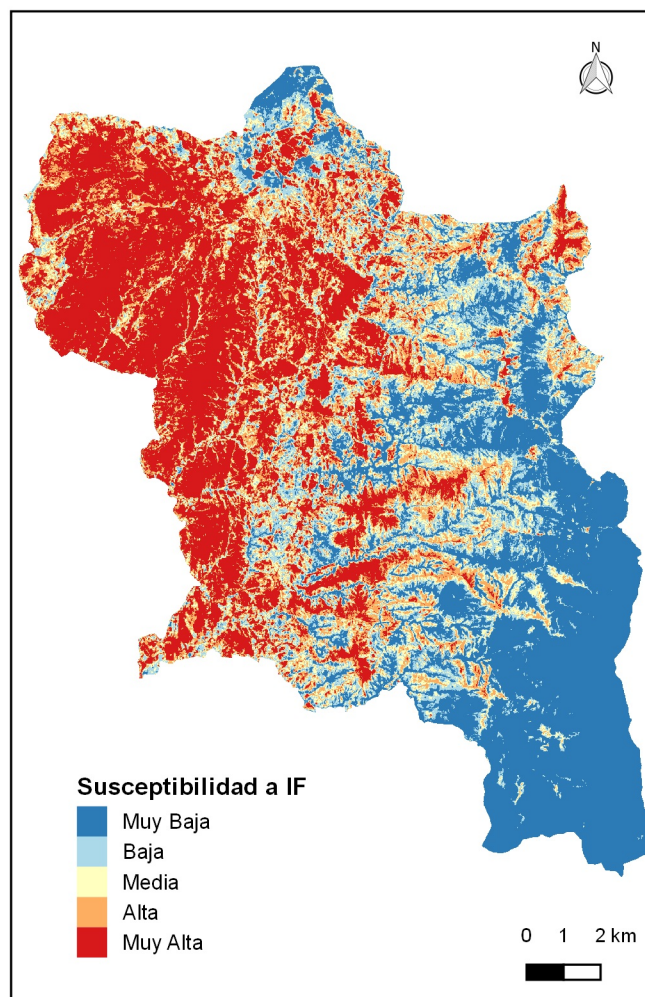 N
Susceptibilidad a IF
Muy Baja
Baja
Media
Alta
Muy Alta
0 1 2 km